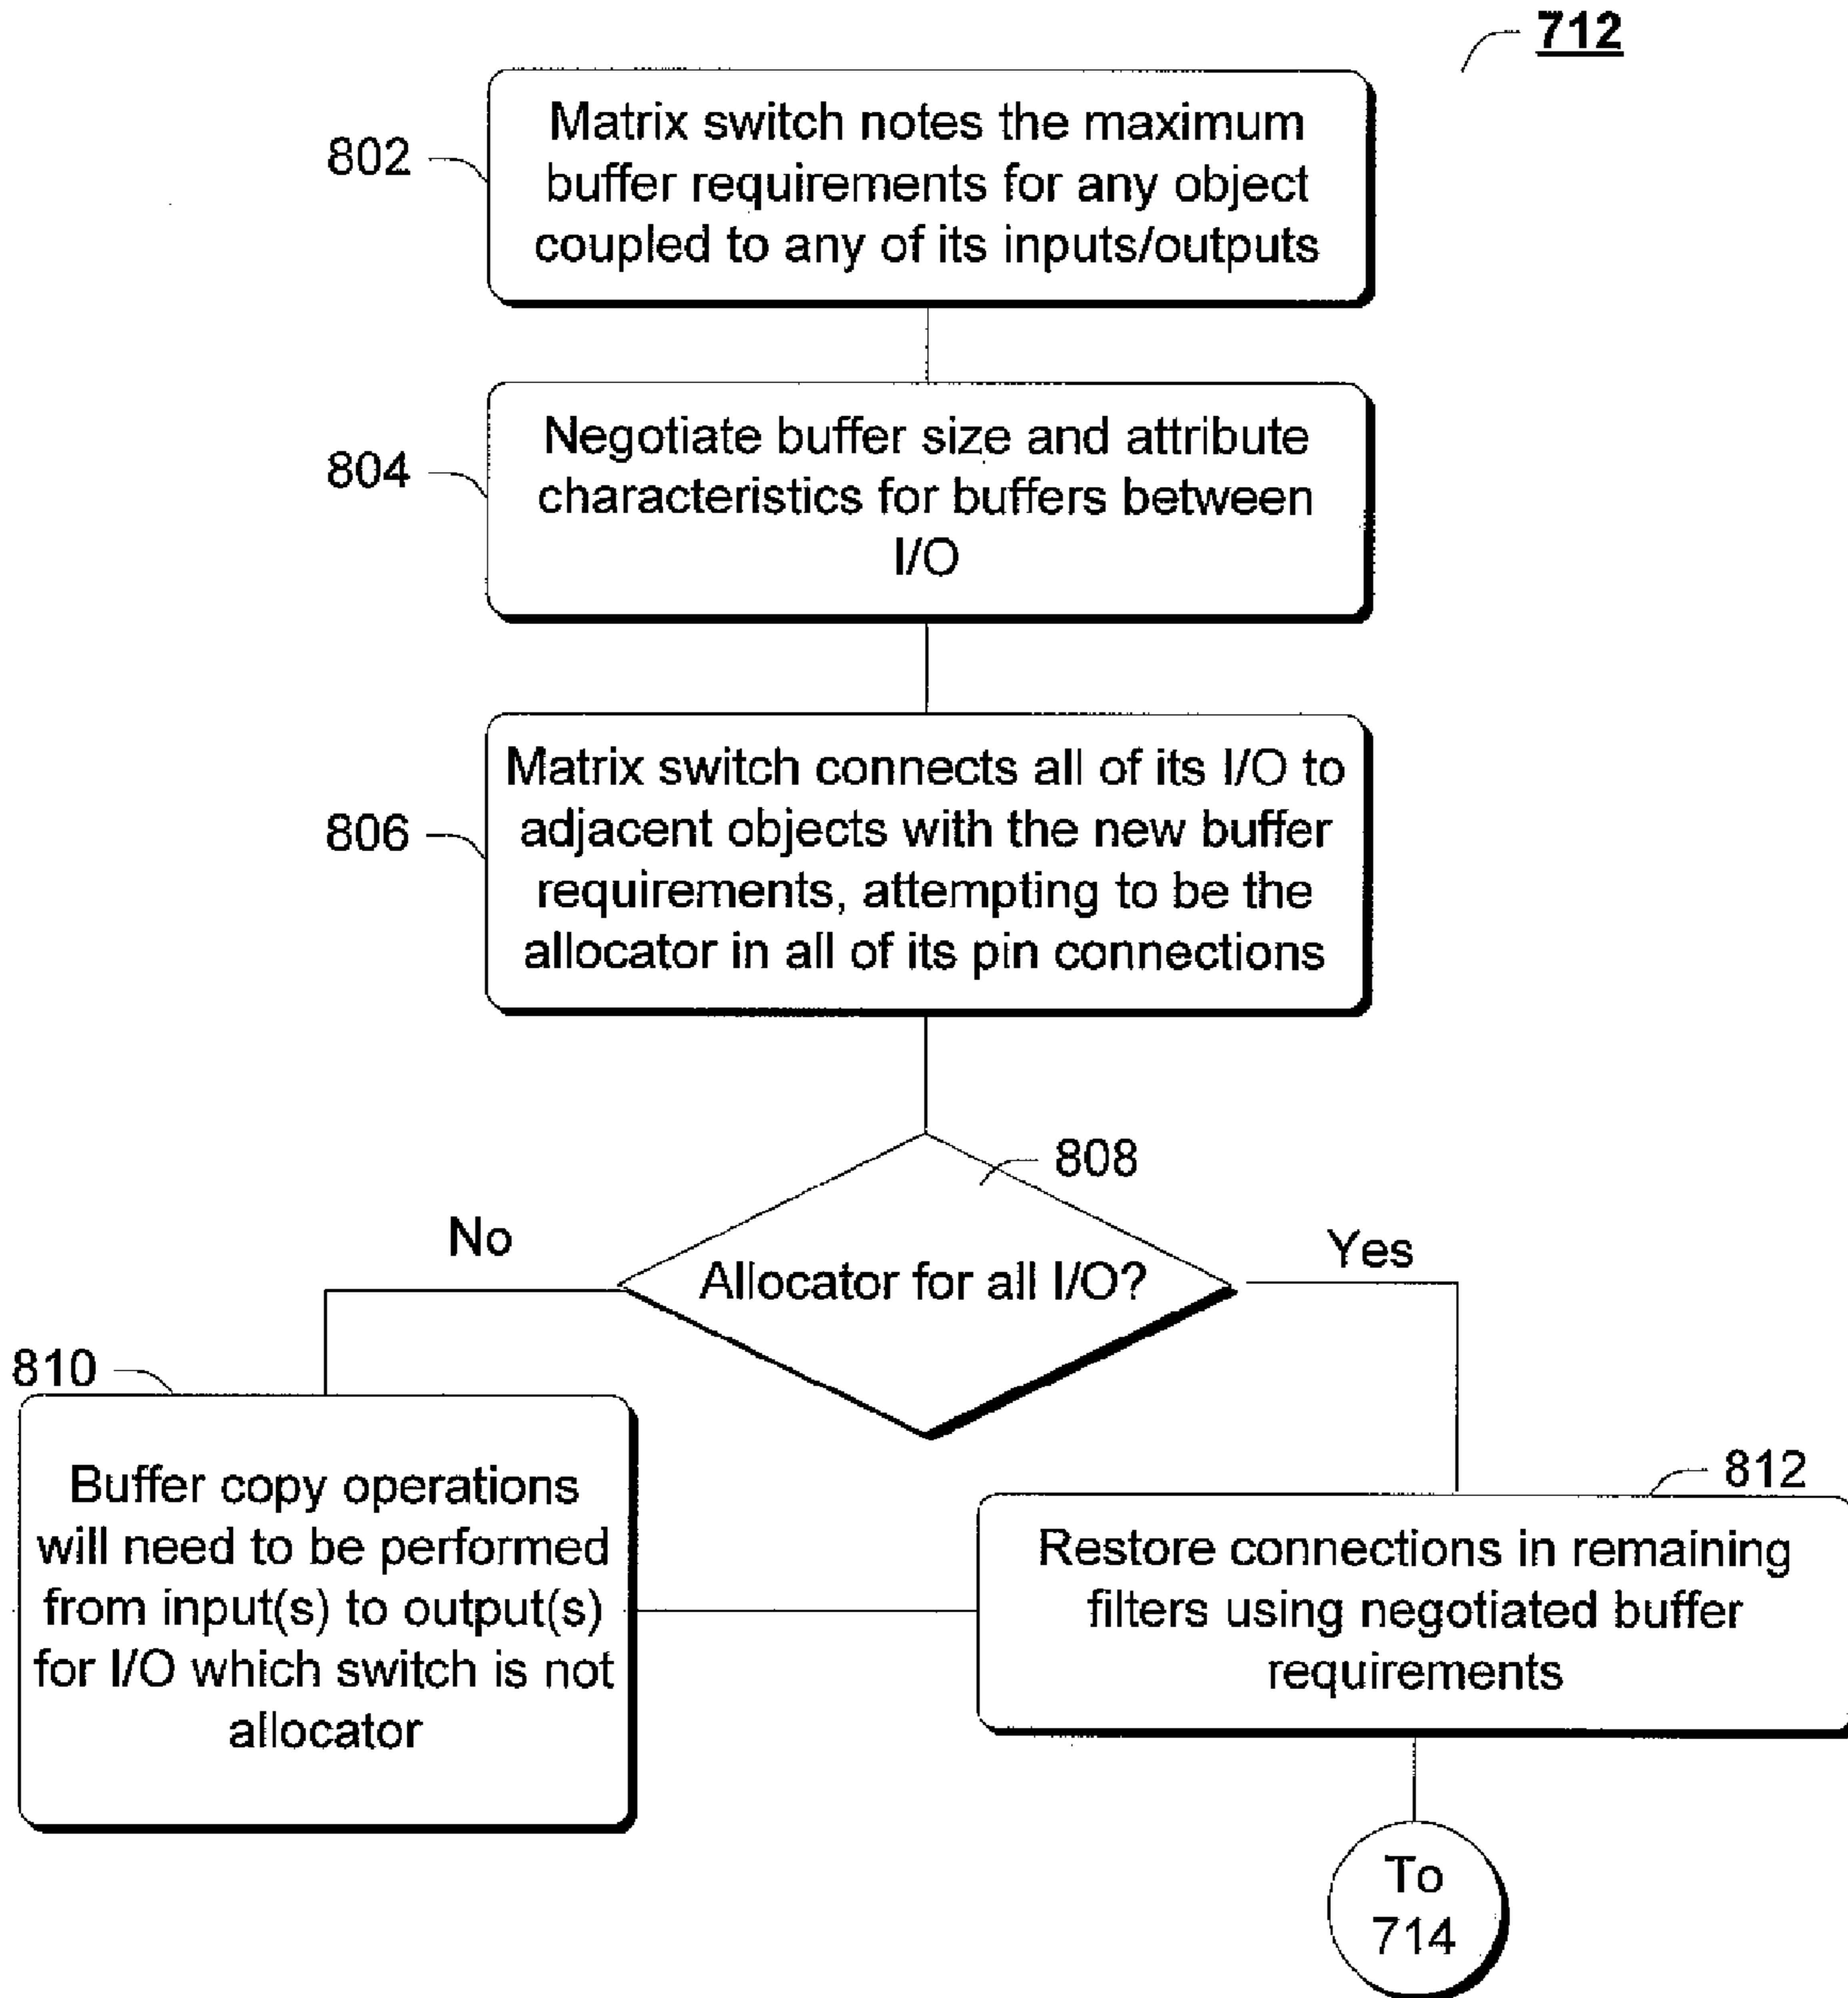 712
802
Matrix switch notes the maximum
buffer requirements for any object
coupled to any of its inputs/outputs
804
Negotiate buffer size and attribute
characteristics for buffers between
I/O
806
Matrix switch connects all of its I/O to
adjacent objects with the new buffer
requirements, attempting to be the
allocator in all of its pin connections
808
No
Allocator for all I/O?
Yes
810
Buffer copy operations
will need to be performed
from input(s) to output(s)
for I/O which switch is not
allocator
812
Restore connections in remaining
filters using negotiated buffer
requirements
To
714